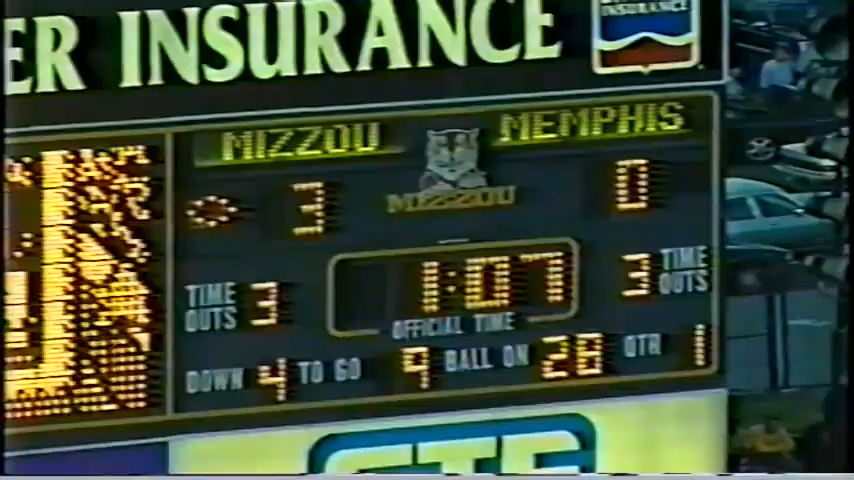 ER INSURANCE
INSURANCE
MIZZOU MEMPHIS
3 MIZZOU 0
TIME OUTS 3 1:07 3 TIME OUTS
OFFICIAL TIME
DOWN 4 TO GO 9 BALL ON 28 QTR 1